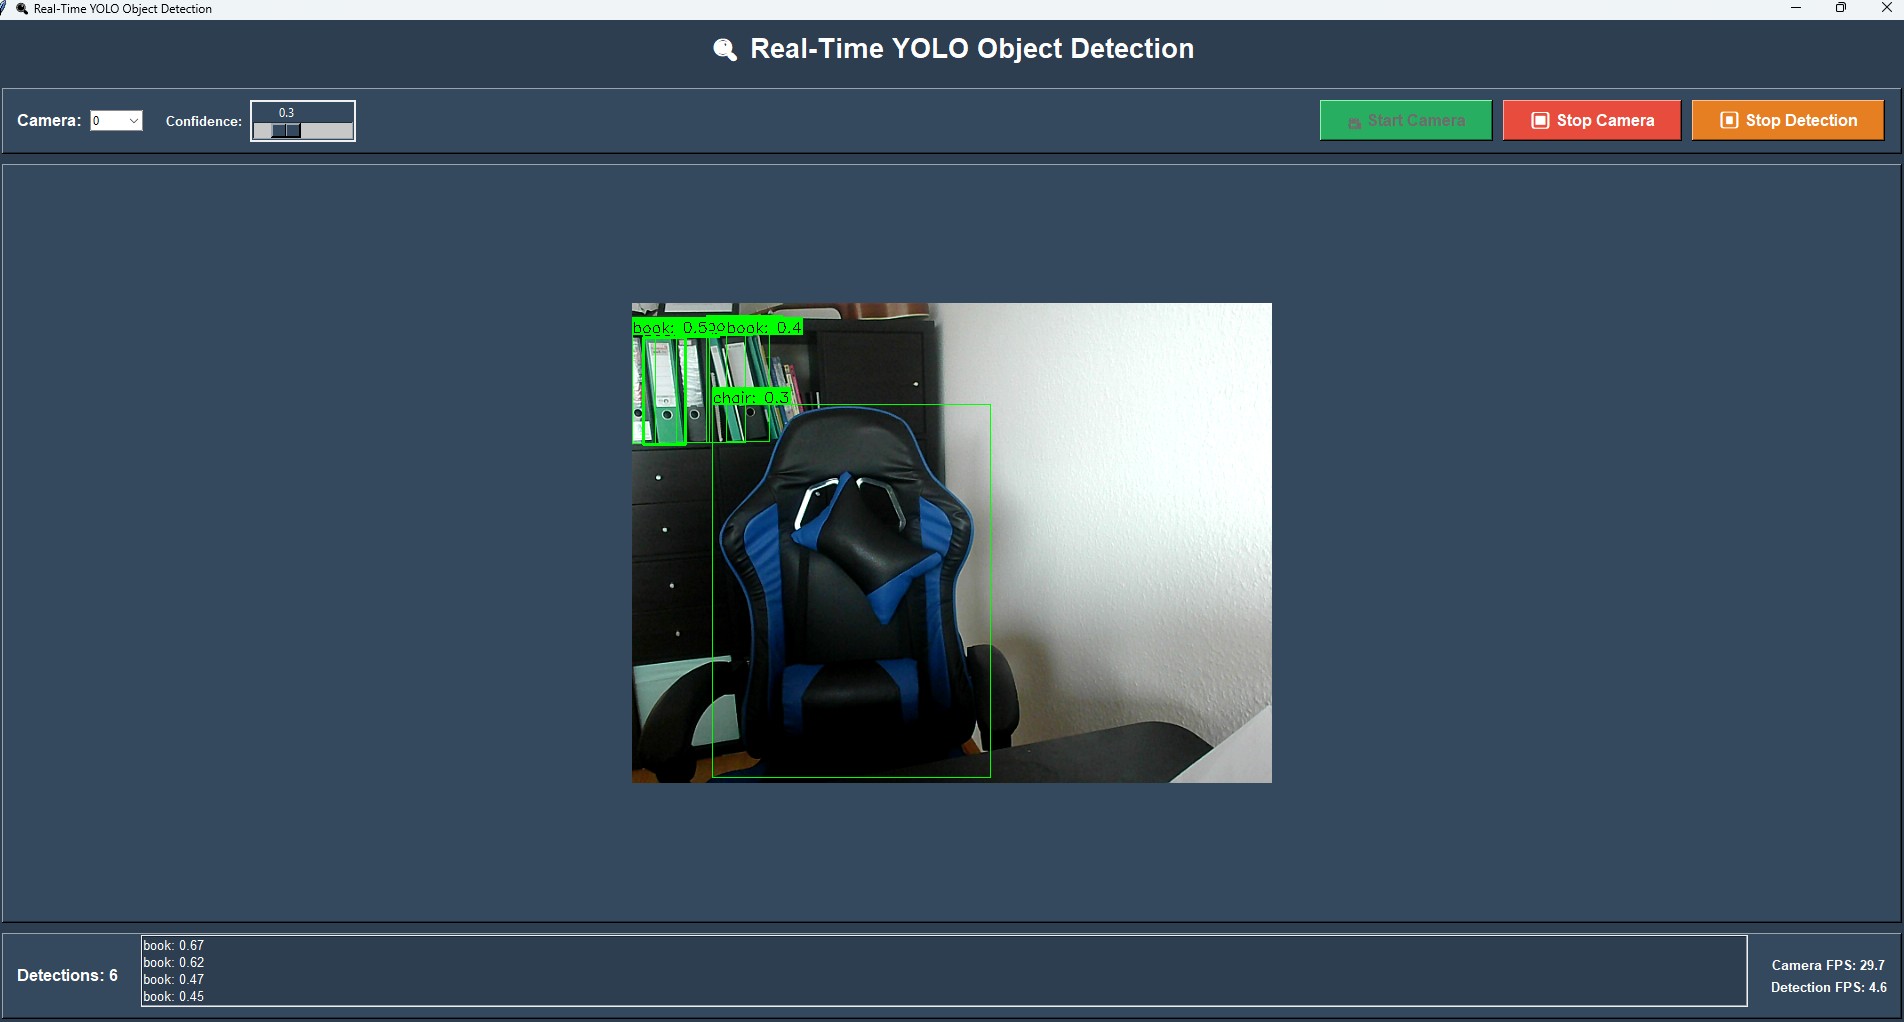 Real-Time YOLO Object Detection
Real-Time YOLO Object Detection
Camera: 0
Confidence: 0.3
Start Camera
Stop Camera
Stop Detection
book: 0.5
book: 0.4
chair: 0.3
Detections: 6
book: 0.67
book: 0.62
book: 0.47
book: 0.45
Camera FPS: 29.7
Detection FPS: 4.6